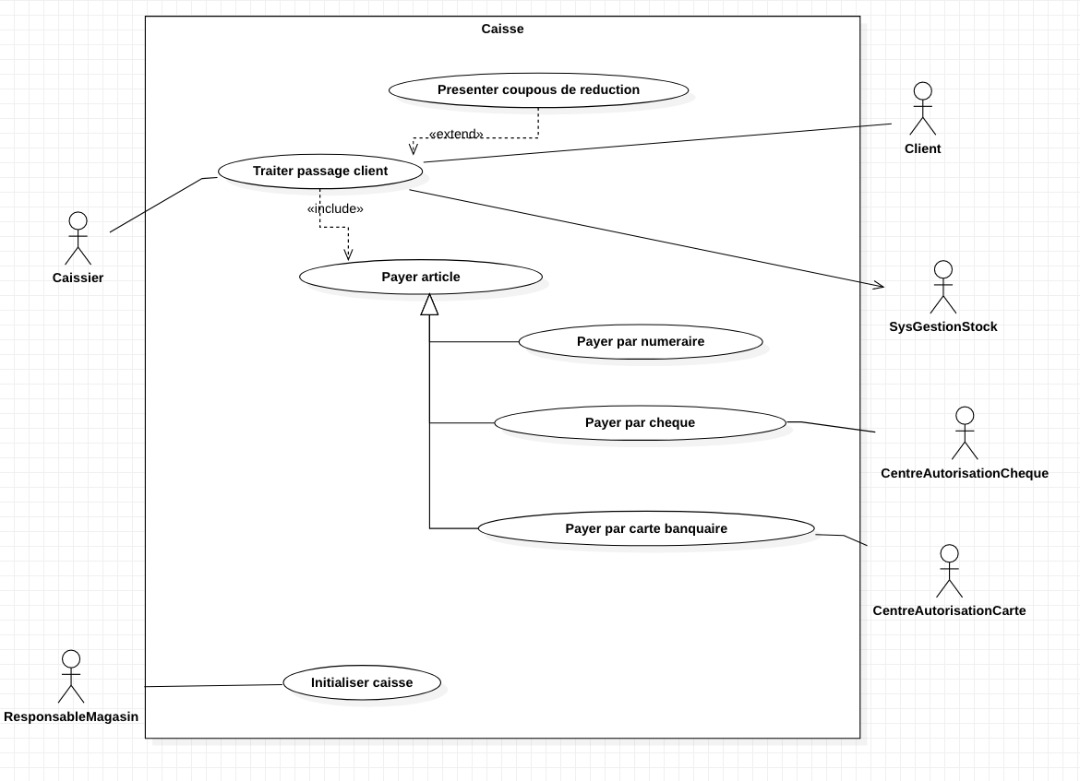 Caisse
Presenter coupous de reduction
«extend»
Client
Traiter passage client
«include»
Caissier
Payer article
SysGestionStock
Payer par numeraire
Payer par cheque
CentreAutorisationCheque
Payer par carte banquaire
CentreAutorisationCarte
Initialiser caisse
ResponsableMagasin